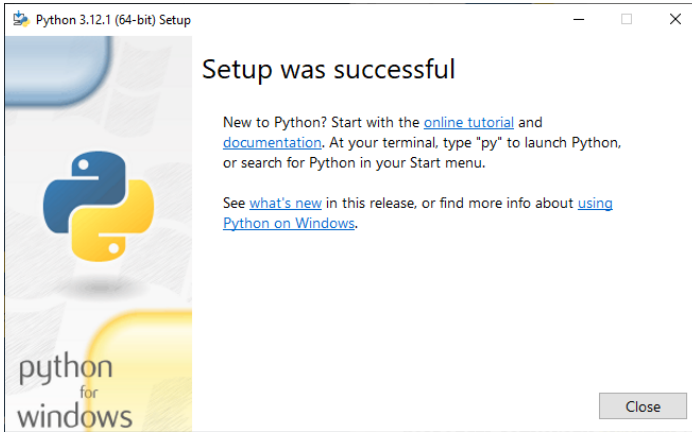 Python 3.12.1 (64-bit) Setup
Setup was successful
New to Python? Start with the online tutorial and
documentation. At your terminal, type "py" to launch Python,
or search for Python in your Start menu.
See what's new in this release, or find more info about using
Python on Windows.
python
for
windows
Close